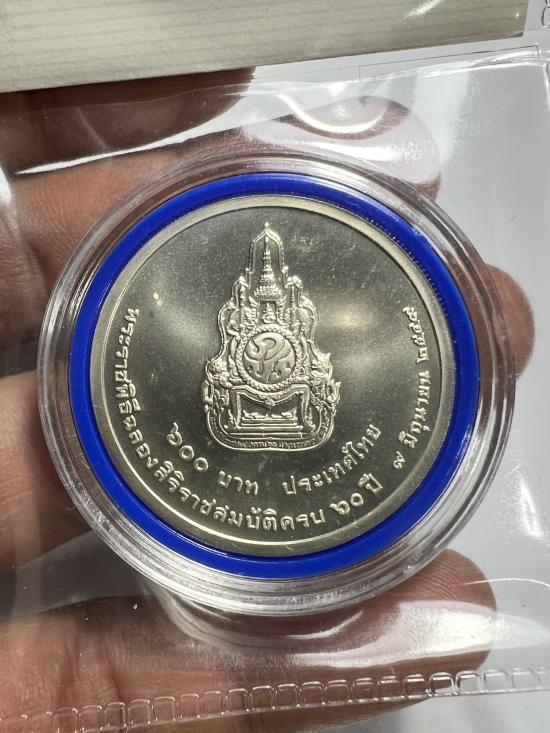 พระราชพิธีฉลองสิริราชสมบัติครบ ๖๐ ปี ๙ มิถุนายน ๒๕๔๙
๖๐๐ บาท ประเทศไทย